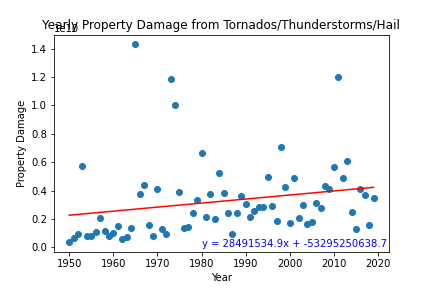 Yearly Property Damage from Tornados/Thunderstorms/Hail
1e10
1.4
1.2
1.0
0.8
0.6
0.4
0.2
0.0
Property Damage
y = 28491534.9x + -53295250638.7
1950 1960 1970 1980 1990 2000 2010 2020
Year